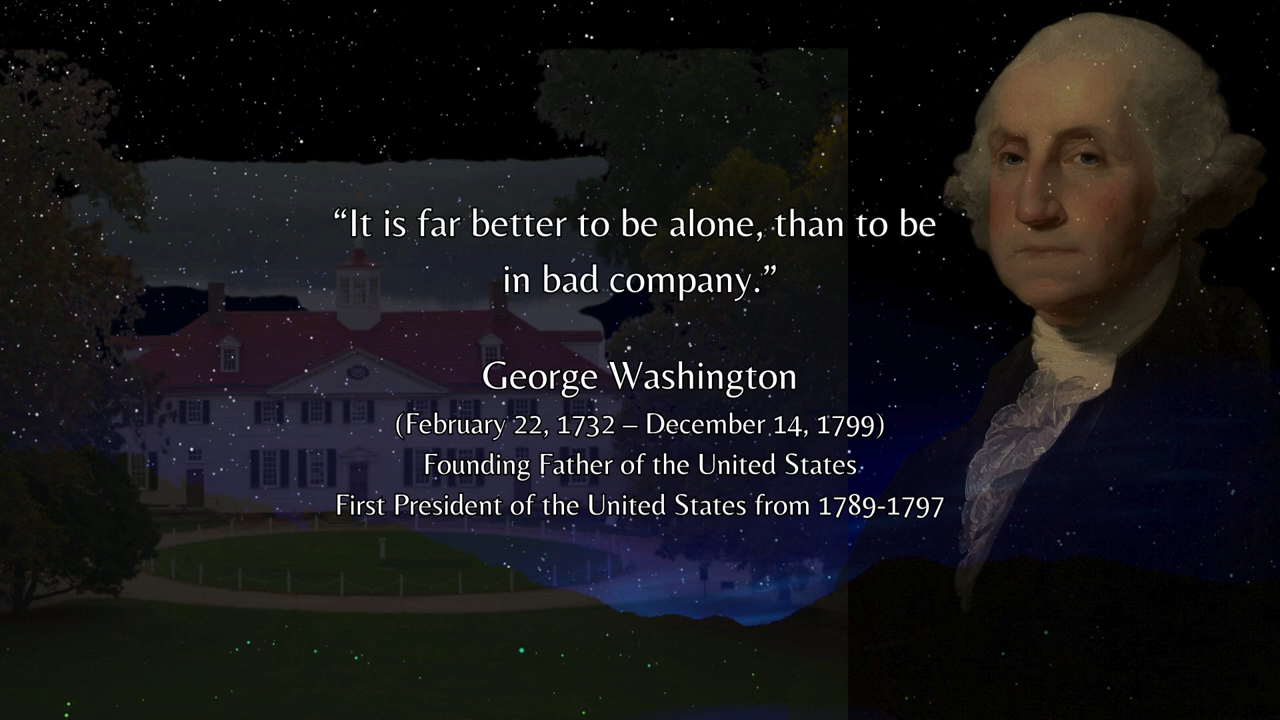 “It is far better to be alone, than to be
in bad company.”
George Washington
(February 22, 1732 – December 14, 1799)
Founding Father of the United States
First President of the United States from 1789-1797